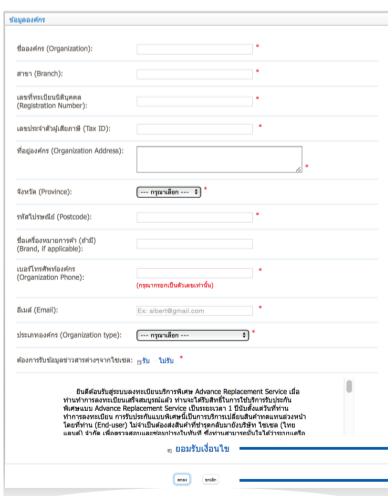 ข้อมูลองค์กร
ชื่อองค์กร (Organization): *
สาขา (Branch): *
เลขที่ทะเบียนนิติบุคคล
(Registration Number): *
เลขประจำตัวผู้เสียภาษี (Tax ID): *
ที่อยู่องค์กร (Organization Address): *
จังหวัด (Province): --- กรุณาเลือก --- *
รหัสไปรษณีย์ (Postcode): *
ชื่อเครื่องหมายการค้า (ถ้ามี)
(Brand, if applicable):
เบอร์โทรศัพท์องค์กร
(Organization Phone): *
(กรุณากรอกเป็นตัวเลขเท่านั้น)
อีเมล์ (Email): Ex: albert@gmail.com *
ประเภทองค์กร (Organization type): --- กรุณาเลือก --- *
ต้องการรับข้อมูลข่าวสารต่างๆจากไซเซล: รับ ไม่รับ *
ยินดีต้อนรับสู่ระบบลงทะเบียนบริการพิเศษ Advance Replacement Service เมื่อ
ท่านทำการลงทะเบียนเสร็จสมบูรณ์แล้ว ท่านจะได้รับสิทธิ์ในการใช้บริการรับประกัน
พิเศษแบบ Advance Replacement Service เป็นระยะเวลา 1 ปีนับตั้งแต่วันที่ท่าน
ทำการลงทะเบียน การรับประกันแบบพิเศษนี้เป็นบริการเปลี่ยนสินค้าทดแทนล่วงหน้า
โดยที่ท่าน (End-user) ไม่จำเป็นต้องส่งสินค้าที่ชำรุดกลับมายังบริษัท ไซเซล (ไทย
แลนด์) จำกัด เพื่อตรวจสอบและซ่อมบำรุงในทันที ซึ่งท่านสามารถมั่นใจได้ว่าระบบเครือ
ยอมรับเงื่อนไข
ตกลง ยกเลิก